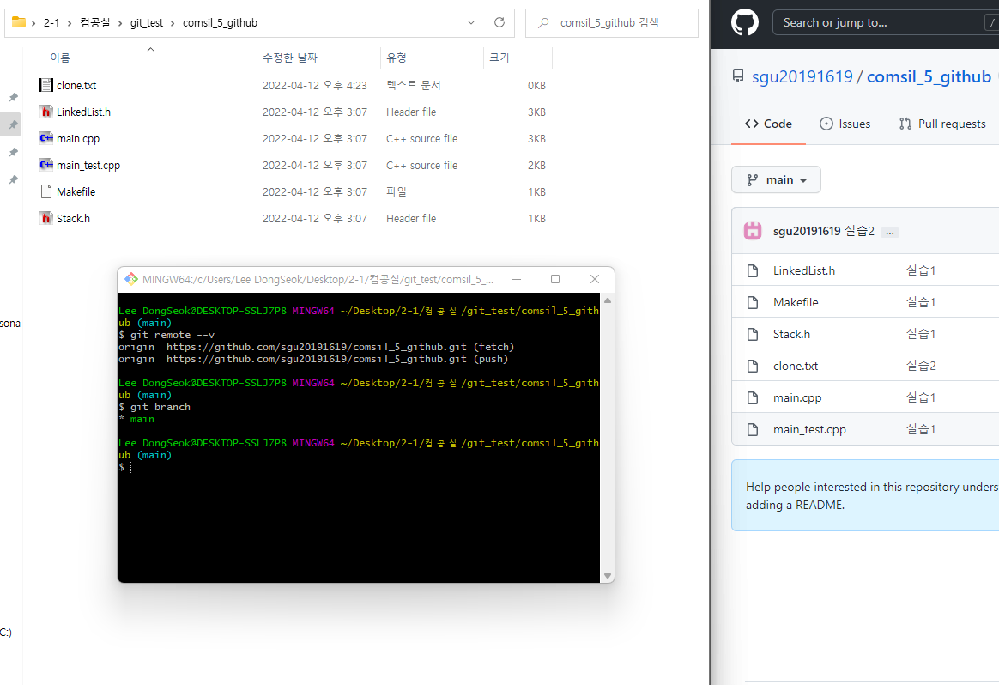 2-1 > 컴공실 > git_test > comsil_5_github
comsil_5_github 검색
이름 수정한 날짜 유형 크기
clone.txt 2022-04-12 오후 4:23 텍스트 문서 0KB
LinkedList.h 2022-04-12 오후 3:07 Header file 3KB
main.cpp 2022-04-12 오후 3:07 C++ source file 3KB
main_test.cpp 2022-04-12 오후 3:07 C++ source file 2KB
Makefile 2022-04-12 오후 3:07 파일 1KB
Stack.h 2022-04-12 오후 3:07 Header file 1KB
sona
C:)
MINGW64:/c/Users/Lee DongSeok/Desktop/2-1/컴공실/git_test/comsil_5_...
Lee DongSeok@DESKTOP-SSLJ7P8 MINGW64 ~/Desktop/2-1/컴공실/git_test/comsil_5_gith
ub (main)
$ git remote --v
origin https://github.com/sgu20191619/comsil_5_github.git (fetch)
origin https://github.com/sgu20191619/comsil_5_github.git (push)
Lee DongSeok@DESKTOP-SSLJ7P8 MINGW64 ~/Desktop/2-1/컴공실/git_test/comsil_5_gith
ub (main)
$ git branch
* main
Lee DongSeok@DESKTOP-SSLJ7P8 MINGW64 ~/Desktop/2-1/컴공실/git_test/comsil_5_gith
ub (main)
$
Search or jump to... /
sgu20191619 / comsil_5_github
<> Code Issues Pull requests
main
sgu20191619 실습2 ...
LinkedList.h 실습1
Makefile 실습1
Stack.h 실습1
clone.txt 실습2
main.cpp 실습1
main_test.cpp 실습1
Help people interested in this repository unders
adding a README.